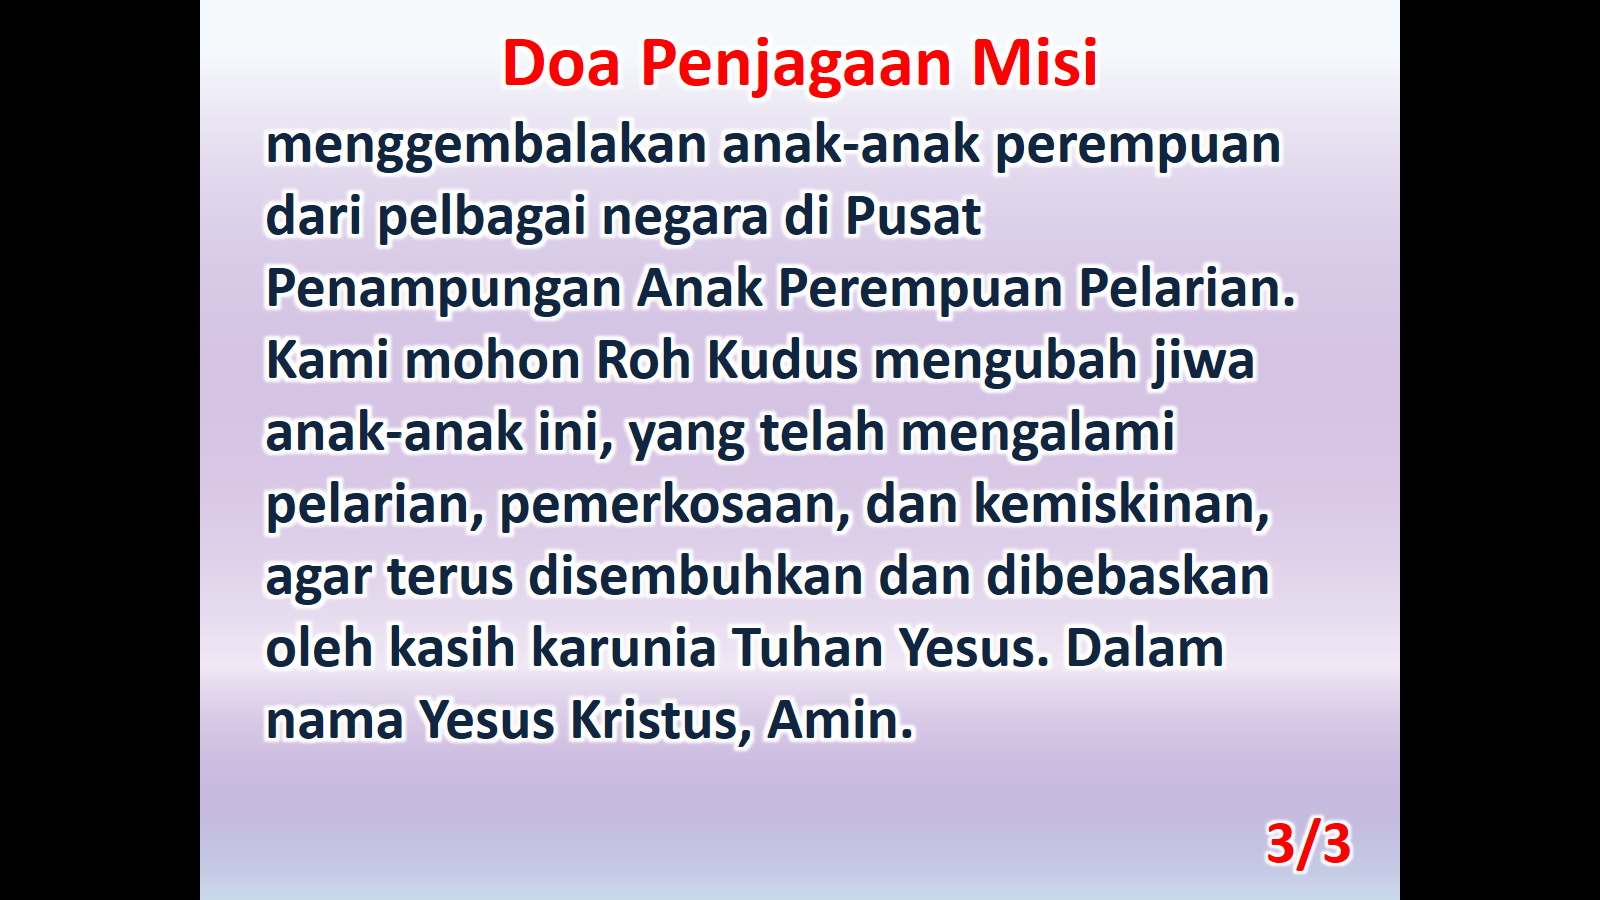 Doa Penjagaan Misi
menggembalakan anak-anak perempuan
dari pelbagai negara di Pusat
Penampungan Anak Perempuan Pelarian.
Kami mohon Roh Kudus mengubah jiwa
anak-anak ini, yang telah mengalami
pelarian, pemerkosaan, dan kemiskinan,
agar terus disembuhkan dan dibebaskan
oleh kasih karunia Tuhan Yesus. Dalam
nama Yesus Kristus, Amin.
3/3